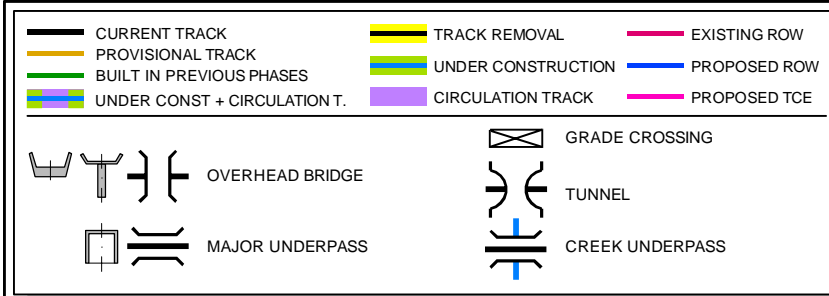 CURRENT TRACK
PROVISIONAL TRACK
BUILT IN PREVIOUS PHASES
UNDER CONST + CIRCULATION T.
TRACK REMOVAL
UNDER CONSTRUCTION
CIRCULATION TRACK
EXISTING ROW
PROPOSED ROW
PROPOSED TCE
OVERHEAD BRIDGE
MAJOR UNDERPASS
GRADE CROSSING
TUNNEL
CREEK UNDERPASS